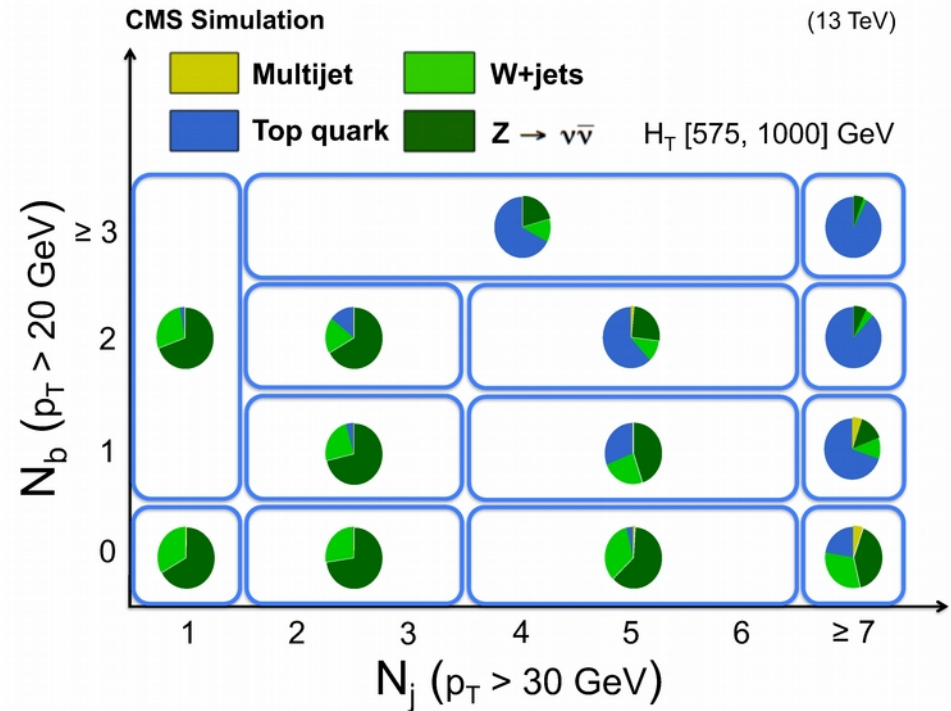 CMS Simulation (13 TeV)
Multijet W+jets
Top quark Z → νν̄ H_T [575, 1000] GeV
N_b (p_T > 20 GeV)
≥ 3
2
1
0
1 2 3 4 5 6 ≥ 7
N_j (p_T > 30 GeV)